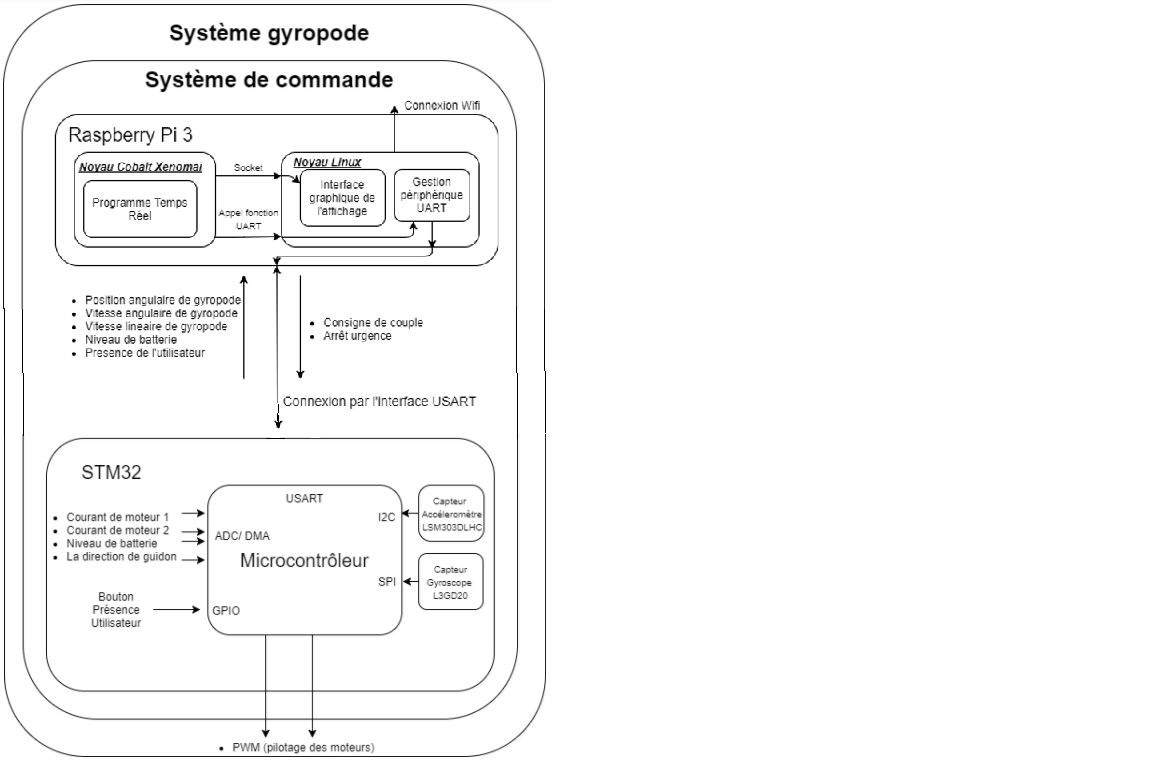 Système gyropode
Système de commande
Connexion Wifi
Raspberry Pi 3
Noyau Cobalt Xenomai
Programme Temps
Réel
Socket
Appel fonction
UART
Noyau Linux
Interface
graphique de
l'affichage
Gestion
périphérique
UART
• Position angulaire de gyropode
• Vitesse angulaire de gyropode
• Vitesse lineaire de gyropode
• Niveau de batterie
• Presence de l'utilisateur
• Consigne de couple
• Arrêt urgence
Connexion par l'interface USART
STM32
• Courant de moteur 1
• Courant de moteur 2
• Niveau de batterie
• La direction de guidon
Bouton
Présence
Utilisateur
USART
I2C
ADC/ DMA
Microcontrôleur
SPI
GPIO
Capteur
Accéleromètre
LSM303DLHC
Capteur
Gyroscope
L3GD20
• PWM (pilotage des moteurs)